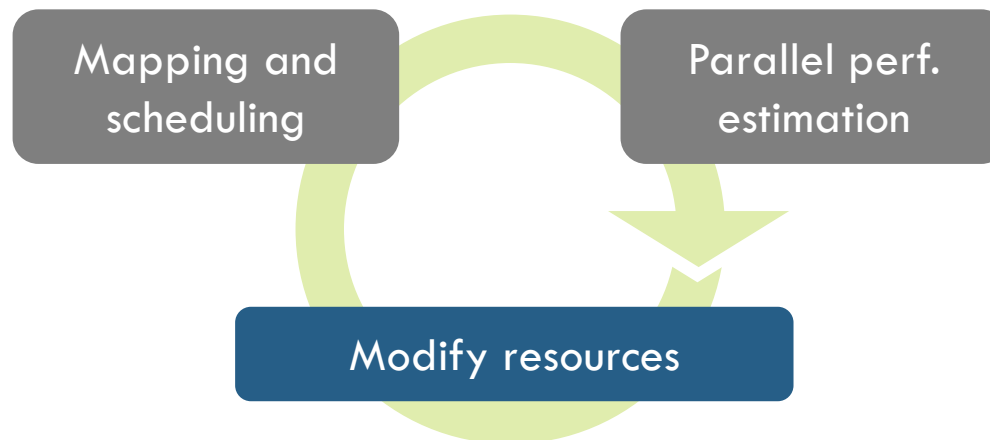 Mapping and
scheduling
Parallel perf.
estimation
Modify resources